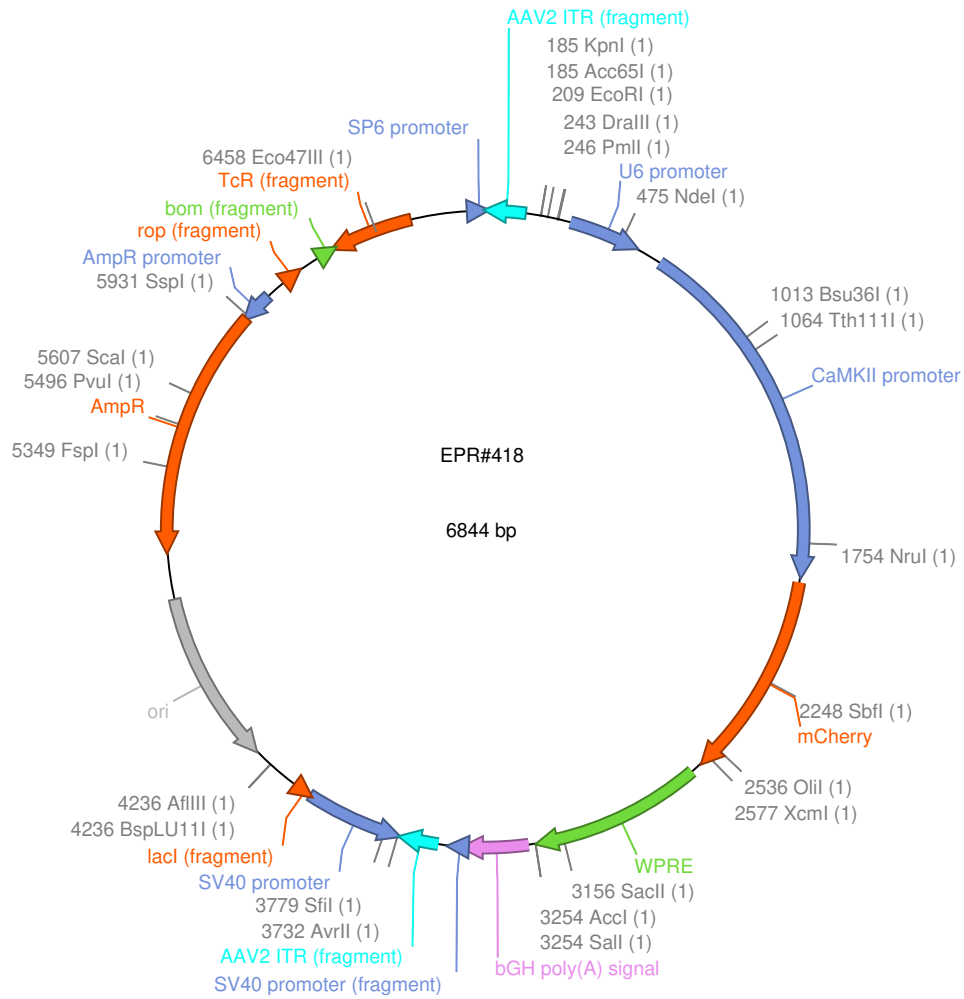 AAV2 ITR (fragment)
185 KpnI (1)
185 Acc65I (1)
209 EcoRI (1)
243 DraIII (1)
246 PmlI (1)
U6 promoter
475 NdeI (1)
1013 Bsu36I (1)
1064 Tth111I (1)
CaMKII promoter
1754 NruI (1)
2248 SbfI (1)
mCherry
2536 OliI (1)
2577 XcmI (1)
WPRE
3156 SacII (1)
3254 AccI (1)
3254 SalI (1)
bGH poly(A) signal
SV40 promoter (fragment)
AAV2 ITR (fragment)
3732 AvrII (1)
3779 SfiI (1)
SV40 promoter
lacI (fragment)
4236 BspLU11I (1)
4236 AflIII (1)
ori
5349 FspI (1)
AmpR
5496 PvuI (1)
5607 ScaI (1)
5931 SspI (1)
AmpR promoter
rop (fragment)
bom (fragment)
TcR (fragment)
6458 Eco47III (1)
SP6 promoter
EPR#418
6844 bp